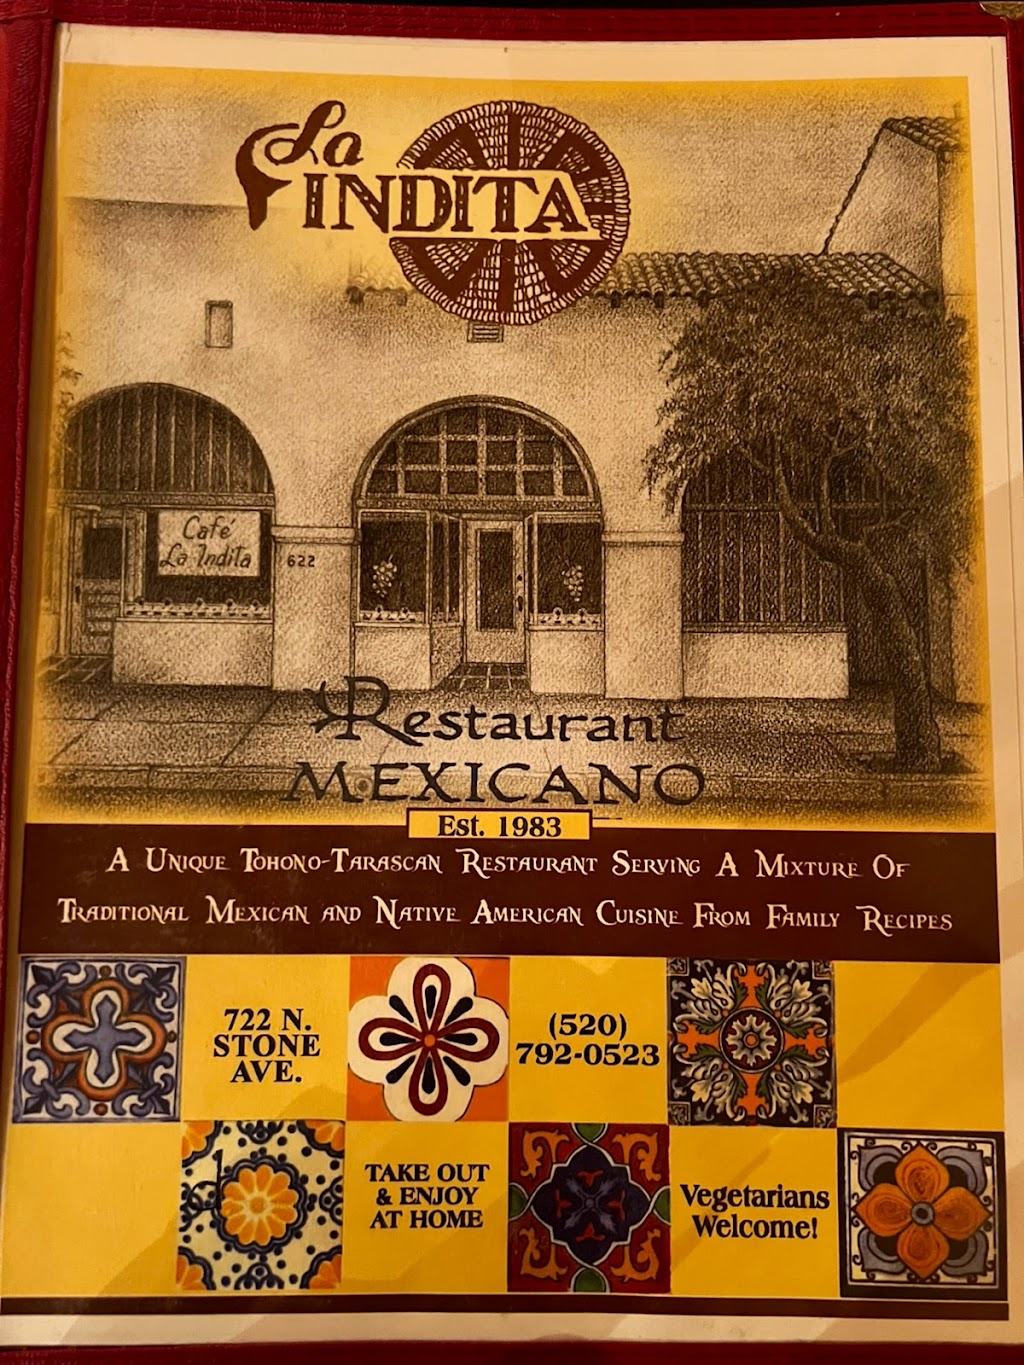 La
INDITA
Café
La Indita
622
Restaurant
MEXICANO
Est. 1983
A Unique Tohono-Tarascan Restaurant Serving A Mixture Of
Traditional Mexican and Native American Cuisine From Family Recipes
722 N.
STONE
AVE.
(520)
792-0523
TAKE OUT
& ENJOY
AT HOME
Vegetarians
Welcome!